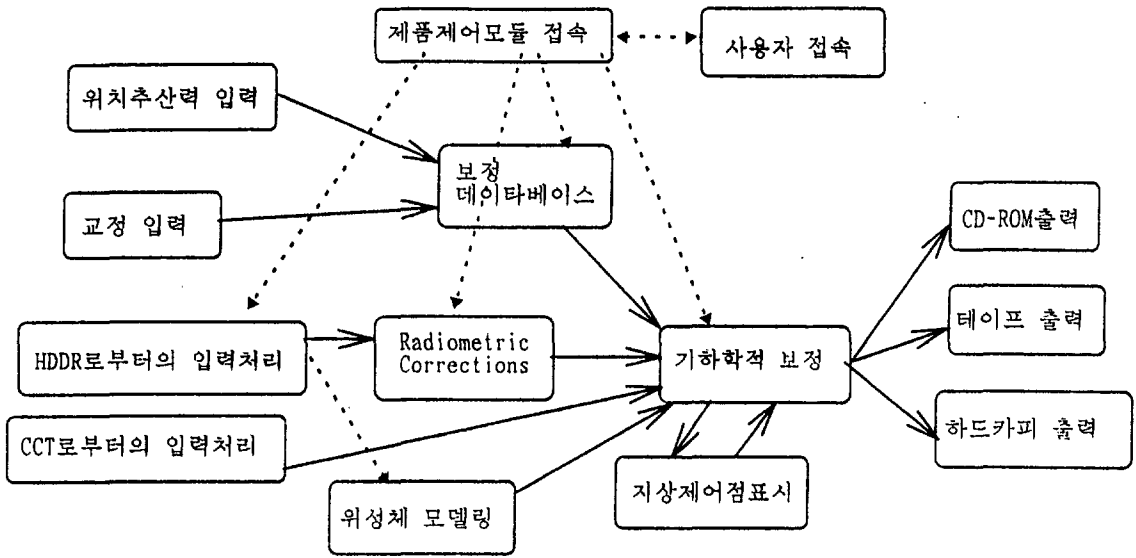 제품제어모듈 접속
사용자 접속
위치추산력 입력
보정
데이타베이스
교정 입력
CD-ROM출력
HDDR로부터의 입력처리
Radiometric
Corrections
기하학적 보정
테이프 출력
CCT로부터의 입력처리
하드카피 출력
위성체 모델링
지상제어점표시